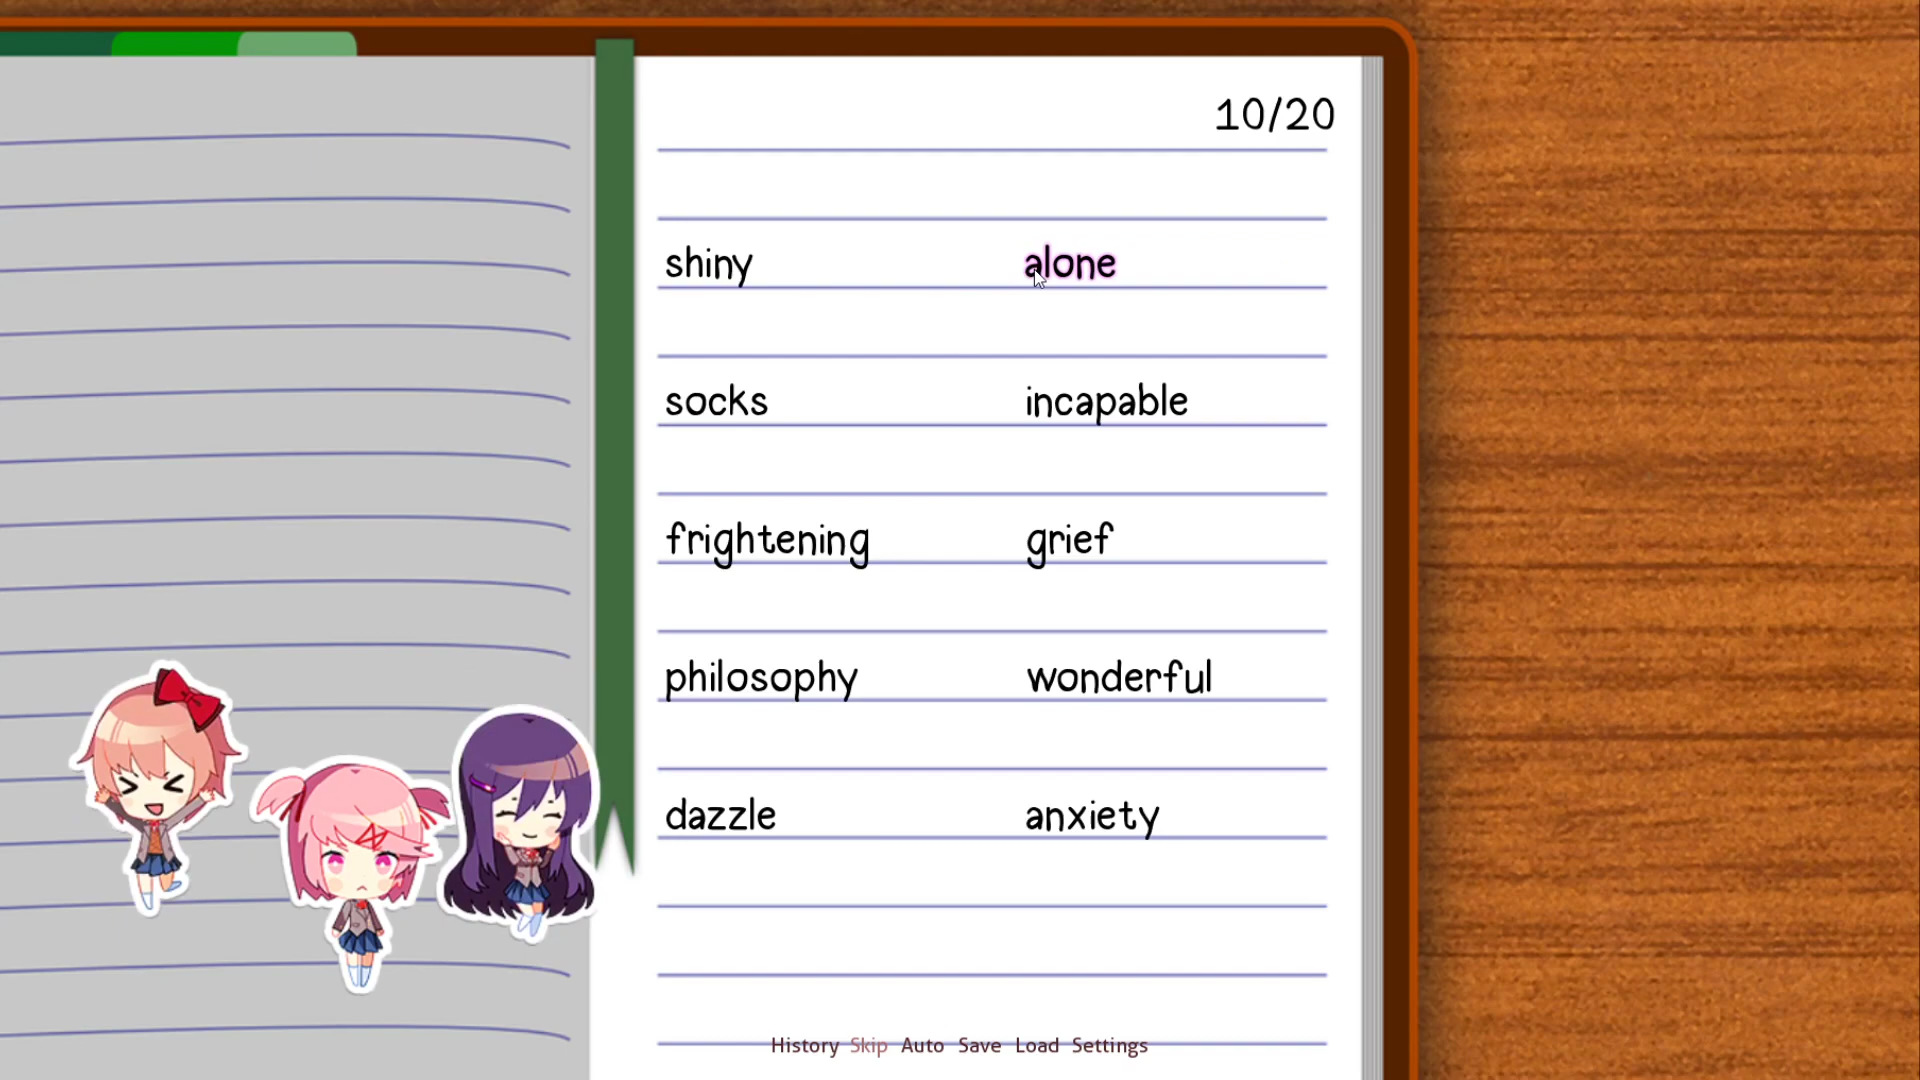 10/20
shiny alone
socks incapable
frightening grief
philosophy wonderful
dazzle anxiety
History Skip Auto Save Load Settings